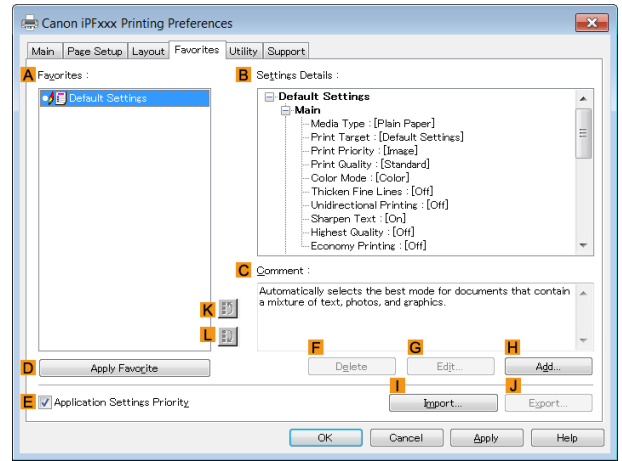 Canon iPFxxx Printing Preferences
Main Page Setup Layout Favorites Utility Support
A Favorites : B Settings Details :
Default Settings
Default Settings
Main
Media Type : [Plain Paper]
Print Target : [Default Settings]
Print Priority : [Image]
Print Quality : [Standard]
Color Mode : [Color]
Thicken Fine Lines : [Off]
Unidirectional Printing : [Off]
Sharpen Text : [On]
Highest Quality : [Off]
Economy Printing : [Off]
C Comment :
Automatically selects the best mode for documents that contain
a mixture of text, photos, and graphics.
K
L
F G H
D Apply Favorite Delete Edit... Add...
I J
E Application Settings Priority Import... Export...
OK Cancel Apply Help